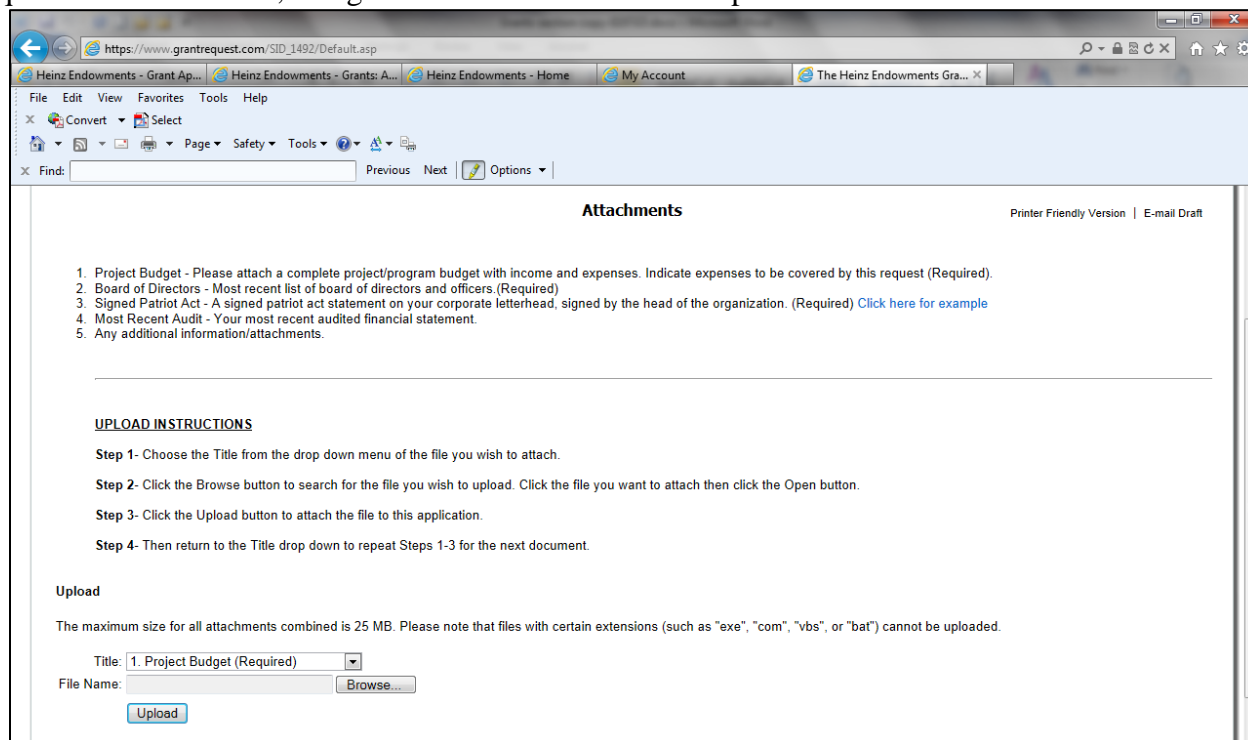 https://www.grantrequest.com/SID_1492/Default.asp
Heinz Endowments - Grant Ap... Heinz Endowments - Grants: A... Heinz Endowments - Home My Account The Heinz Endowments Gra...
File Edit View Favorites Tools Help
x Convert Select
Page Safety Tools
x Find: Previous Next Options
Attachments
Printer Friendly Version | E-mail Draft
1. Project Budget - Please attach a complete project/program budget with income and expenses. Indicate expenses to be covered by this request (Required).
2. Board of Directors - Most recent list of board of directors and officers.(Required)
3. Signed Patriot Act - A signed patriot act statement on your corporate letterhead, signed by the head of the organization. (Required) Click here for example
4. Most Recent Audit - Your most recent audited financial statement.
5. Any additional information/attachments.
UPLOAD INSTRUCTIONS
Step 1- Choose the Title from the drop down menu of the file you wish to attach.
Step 2- Click the Browse button to search for the file you wish to upload. Click the file you want to attach then click the Open button.
Step 3- Click the Upload button to attach the file to this application.
Step 4- Then return to the Title drop down to repeat Steps 1-3 for the next document.
Upload
The maximum size for all attachments combined is 25 MB. Please note that files with certain extensions (such as "exe", "com", "vbs", or "bat") cannot be uploaded.
Title: 1. Project Budget (Required)
File Name: Browse...
Upload